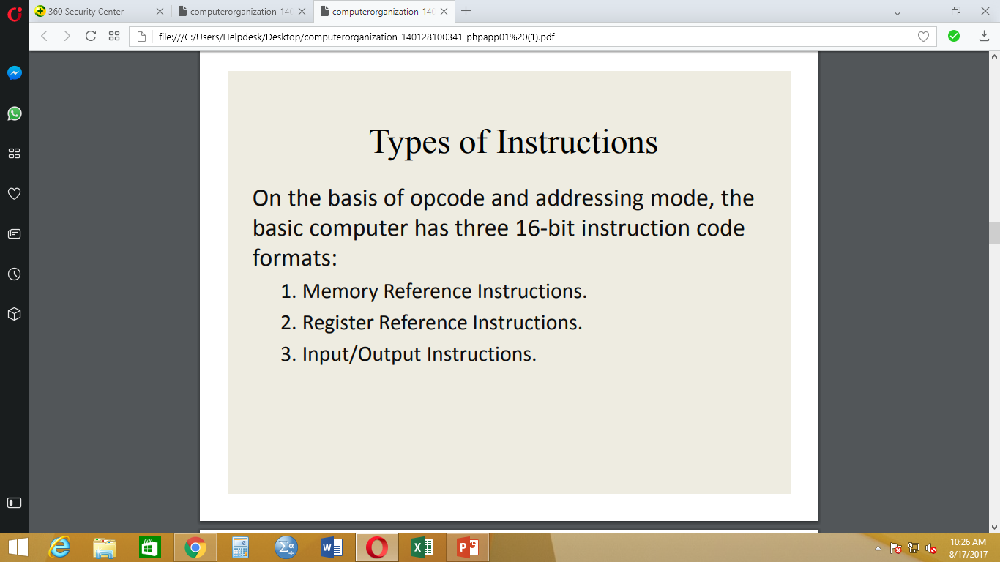 360 Security Center
computerorganization-140
computerorganization-140
file:///C:/Users/Helpdesk/Desktop/computerorganization-140128100341-phpapp01%20(1).pdf
Types of Instructions
On the basis of opcode and addressing mode, the
basic computer has three 16-bit instruction code
formats:
1. Memory Reference Instructions.
2. Register Reference Instructions.
3. Input/Output Instructions.
10:26 AM
8/17/2017